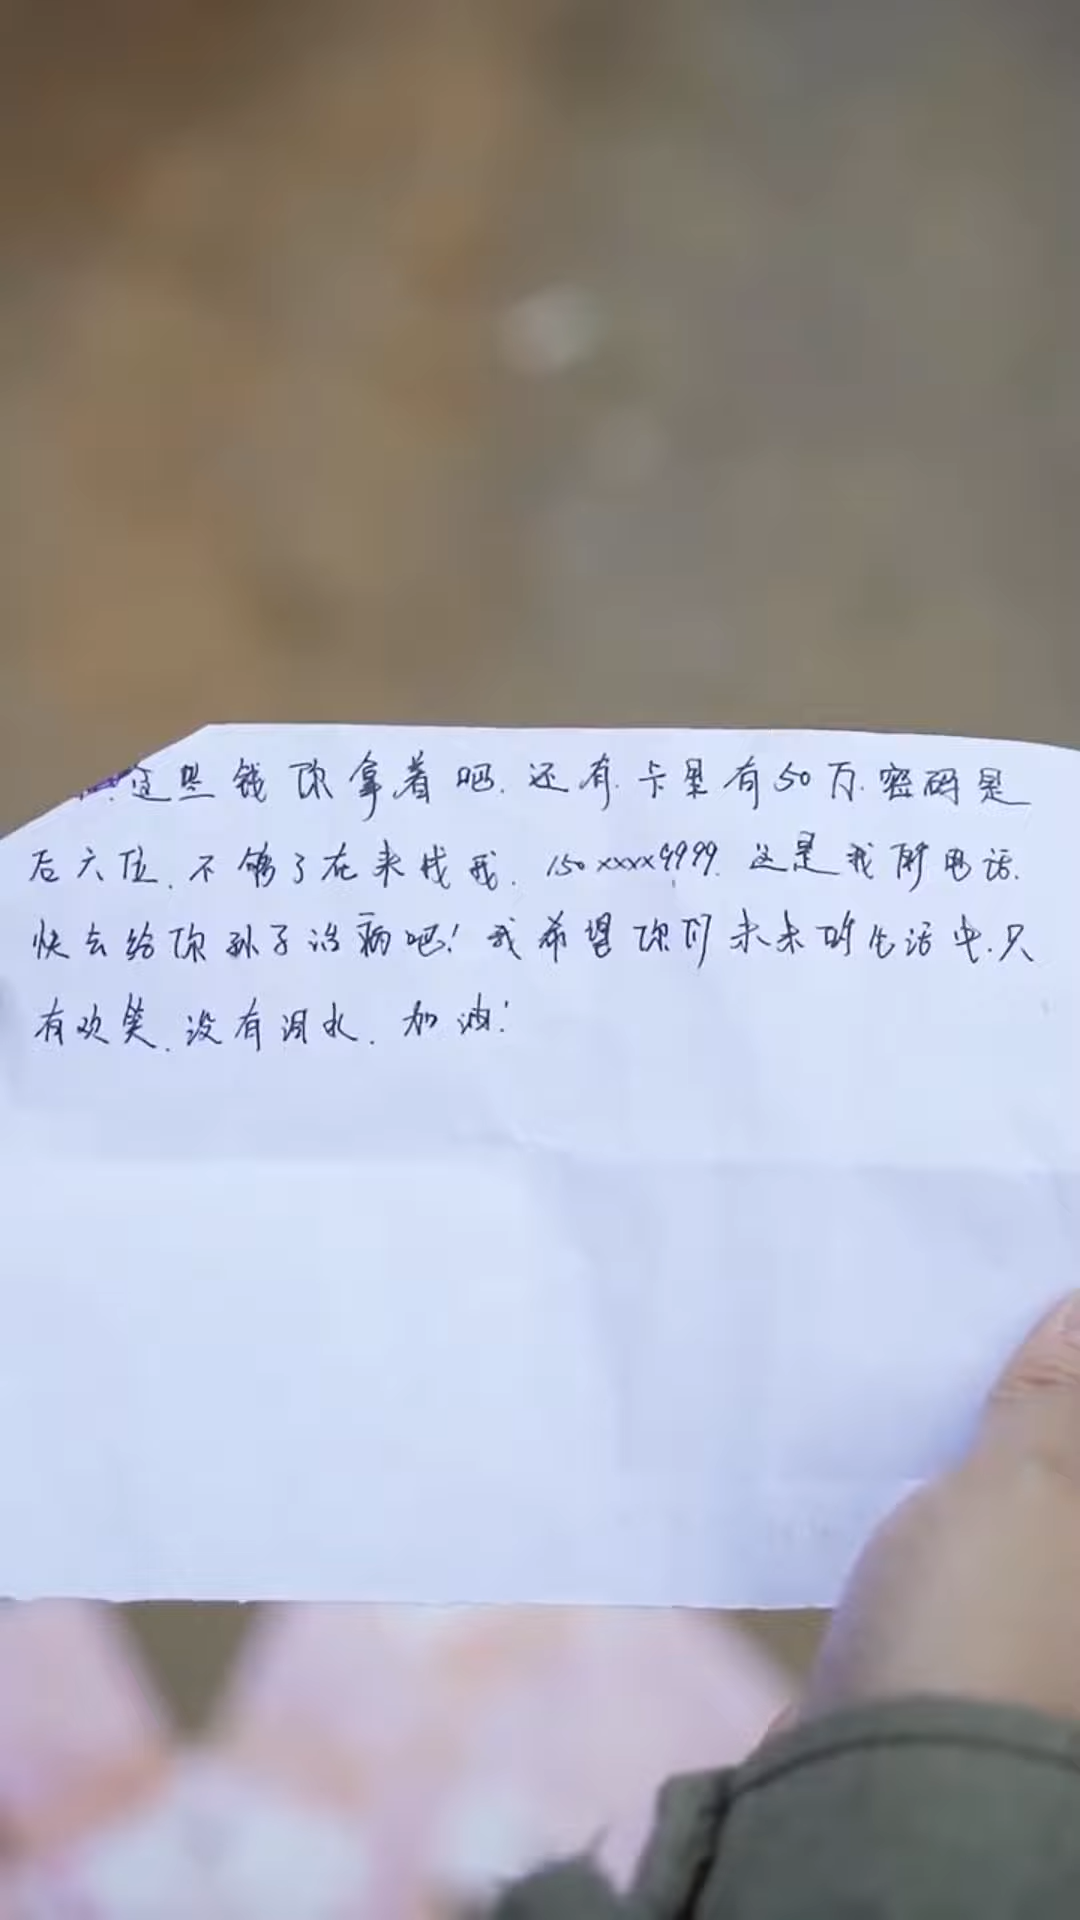 这些钱你拿着吧.还有.卡里有50万.密码是
后六位.不够了在来找我.150xxxx9999.这是我的电话.
快去给你孙子治病吧!我希望你们未来的生活中.只
有欢笑.没有泪水.加油!